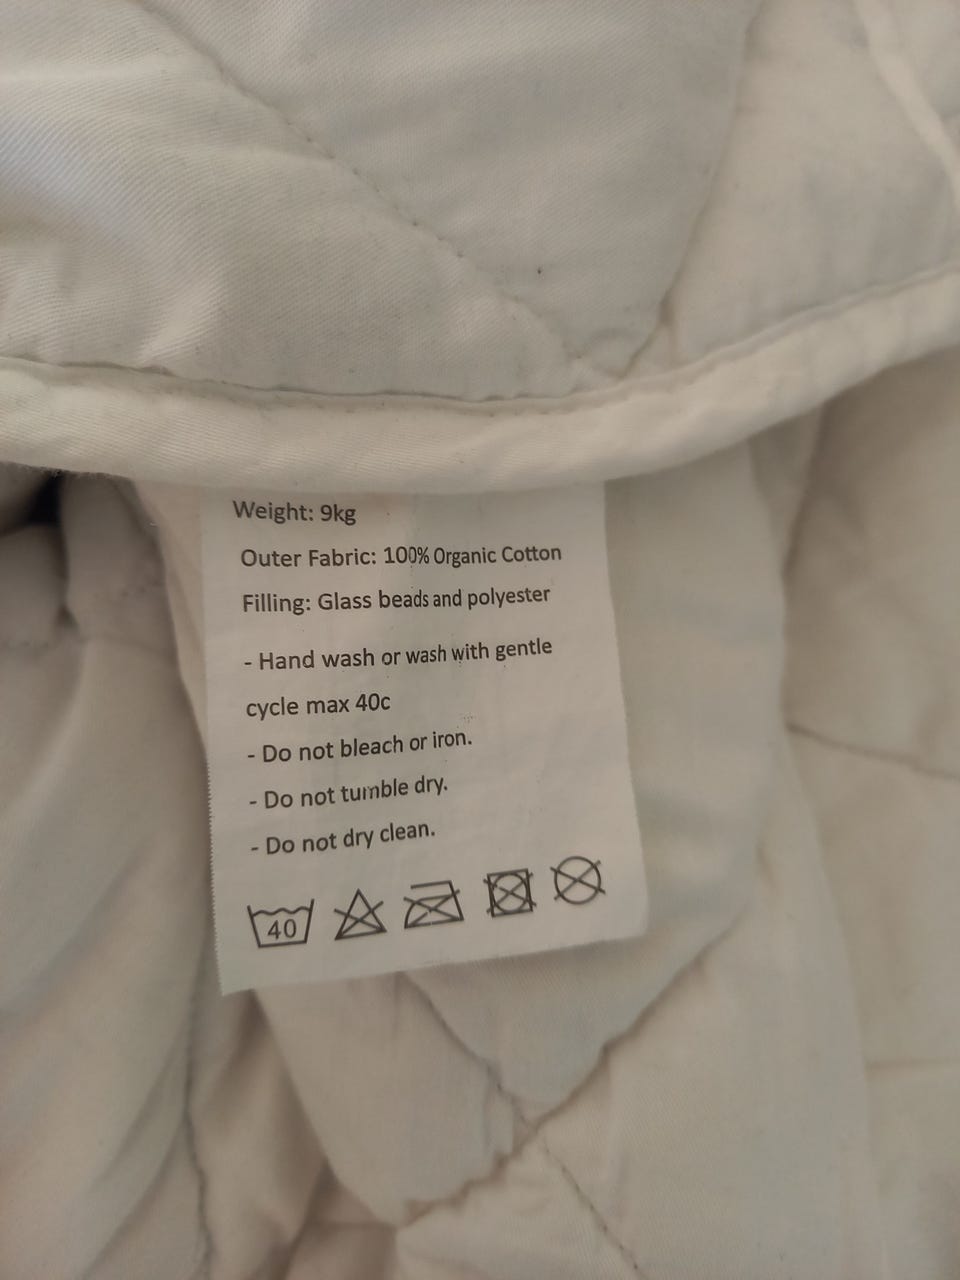 Weight: 9kg
Outer Fabric: 100% Organic Cotton
Filling: Glass beads and polyester
- Hand wash or wash with gentle
cycle max 40c
- Do not bleach or iron.
- Do not tumble dry.
- Do not dry clean.
40